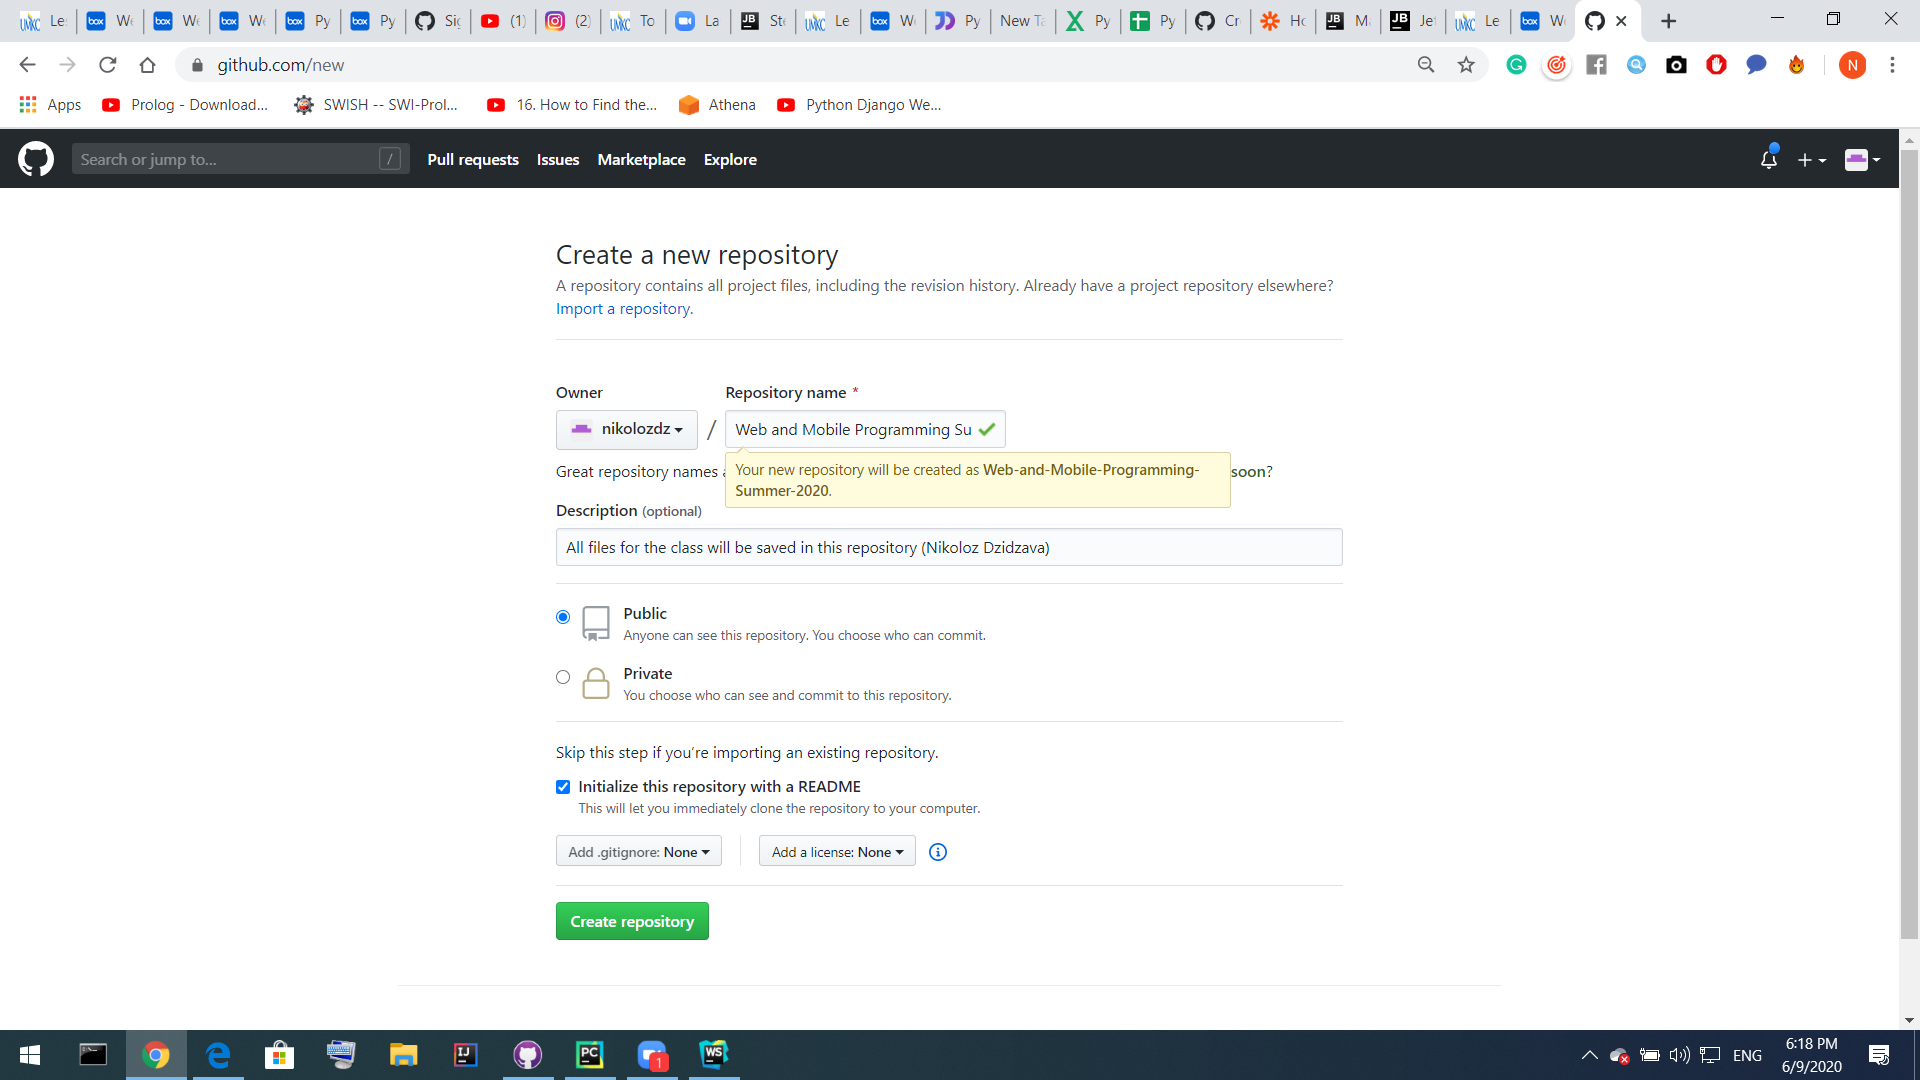 Le
We
We
We
Py
Py
Sig
(1)
(2)
To
La
Ste
Le
We
Py
New Ta
Py
Py
Cr
Ho
Ma
Jet
Le
We
github.com/new
N
Apps
Prolog - Download...
SWISH -- SWI-Prol...
16. How to Find the...
Athena
Python Django We...
Search or jump to...
/
Pull requests
Issues
Marketplace
Explore
Create a new repository
A repository contains all project files, including the revision history. Already have a project repository elsewhere?
Import a repository.
Owner
Repository name *
nikolozdz
/
Web and Mobile Programming Su
Great repository names
soon?
Your new repository will be created as Web-and-Mobile-Programming-
Summer-2020.
Description (optional)
All files for the class will be saved in this repository (Nikoloz Dzidzava)
Public
Anyone can see this repository. You choose who can commit.
Private
You choose who can see and commit to this repository.
Skip this step if you’re importing an existing repository.
Initialize this repository with a README
This will let you immediately clone the repository to your computer.
Add .gitignore: None
Add a license: None
Create repository
1
ENG
6:18 PM
6/9/2020